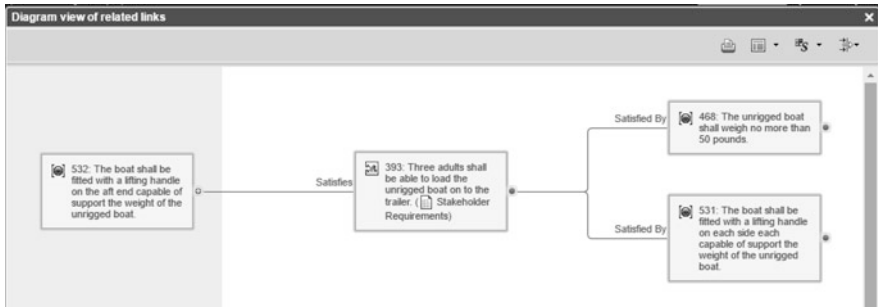 Diagram view of related links
532: The boat shall be
fitted with a lifting handle
on the aft end capable of
support the weight of the
unrigged boat.
Satisfies
393: Three adults shall
be able to load the
unrigged boat on to the
trailer. ( Stakeholder
Requirements)
Satisfied By
468: The unrigged boat
shall weigh no more than
50 pounds.
Satisfied By
531: The boat shall be
fitted with a lifting handle
on each side each
capable of support the
weight of the unrigged
boat.